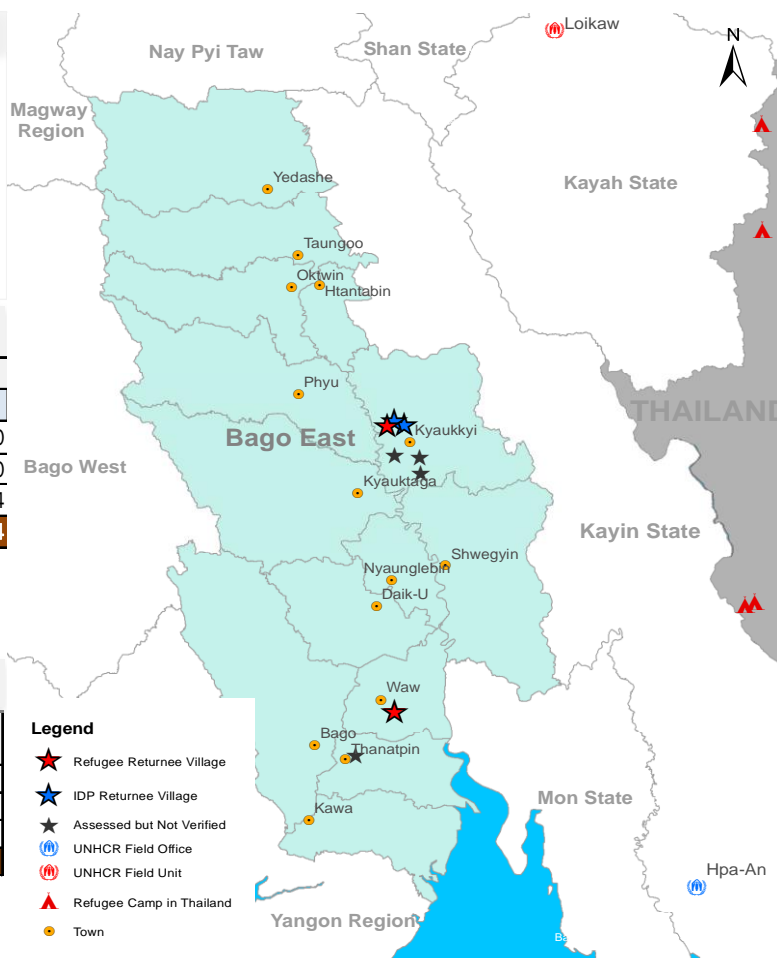 Loikaw
N
Nay Pyi Taw
Shan State
Magway
Region
Kayah State
Yedashe
Taungoo
Oktwin
Htantabin
Phyu
THAILAND
Kyaukkyi
Bago East
Bago West
Kyauktaga
Kayin State
Shwegyin
Nyaunglebin
Daik-U
Waw
Bago
Thanatpin
Kawa
Mon State
Hpa-An
Yangon Region
Legend
Refugee Returnee Village
IDP Returnee Village
Assessed but Not Verified
UNHCR Field Office
UNHCR Field Unit
Refugee Camp in Thailand
Town